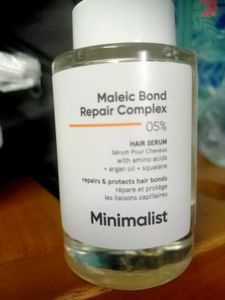 Maleic Bond
Repair Complex
05%
HAIR SERUM
Sérum Pour Cheveux
with amino acids
+ argan oil + squalane
repairs & protects hair bonds
répare et protège
les liaisons capillaires
Minimalist